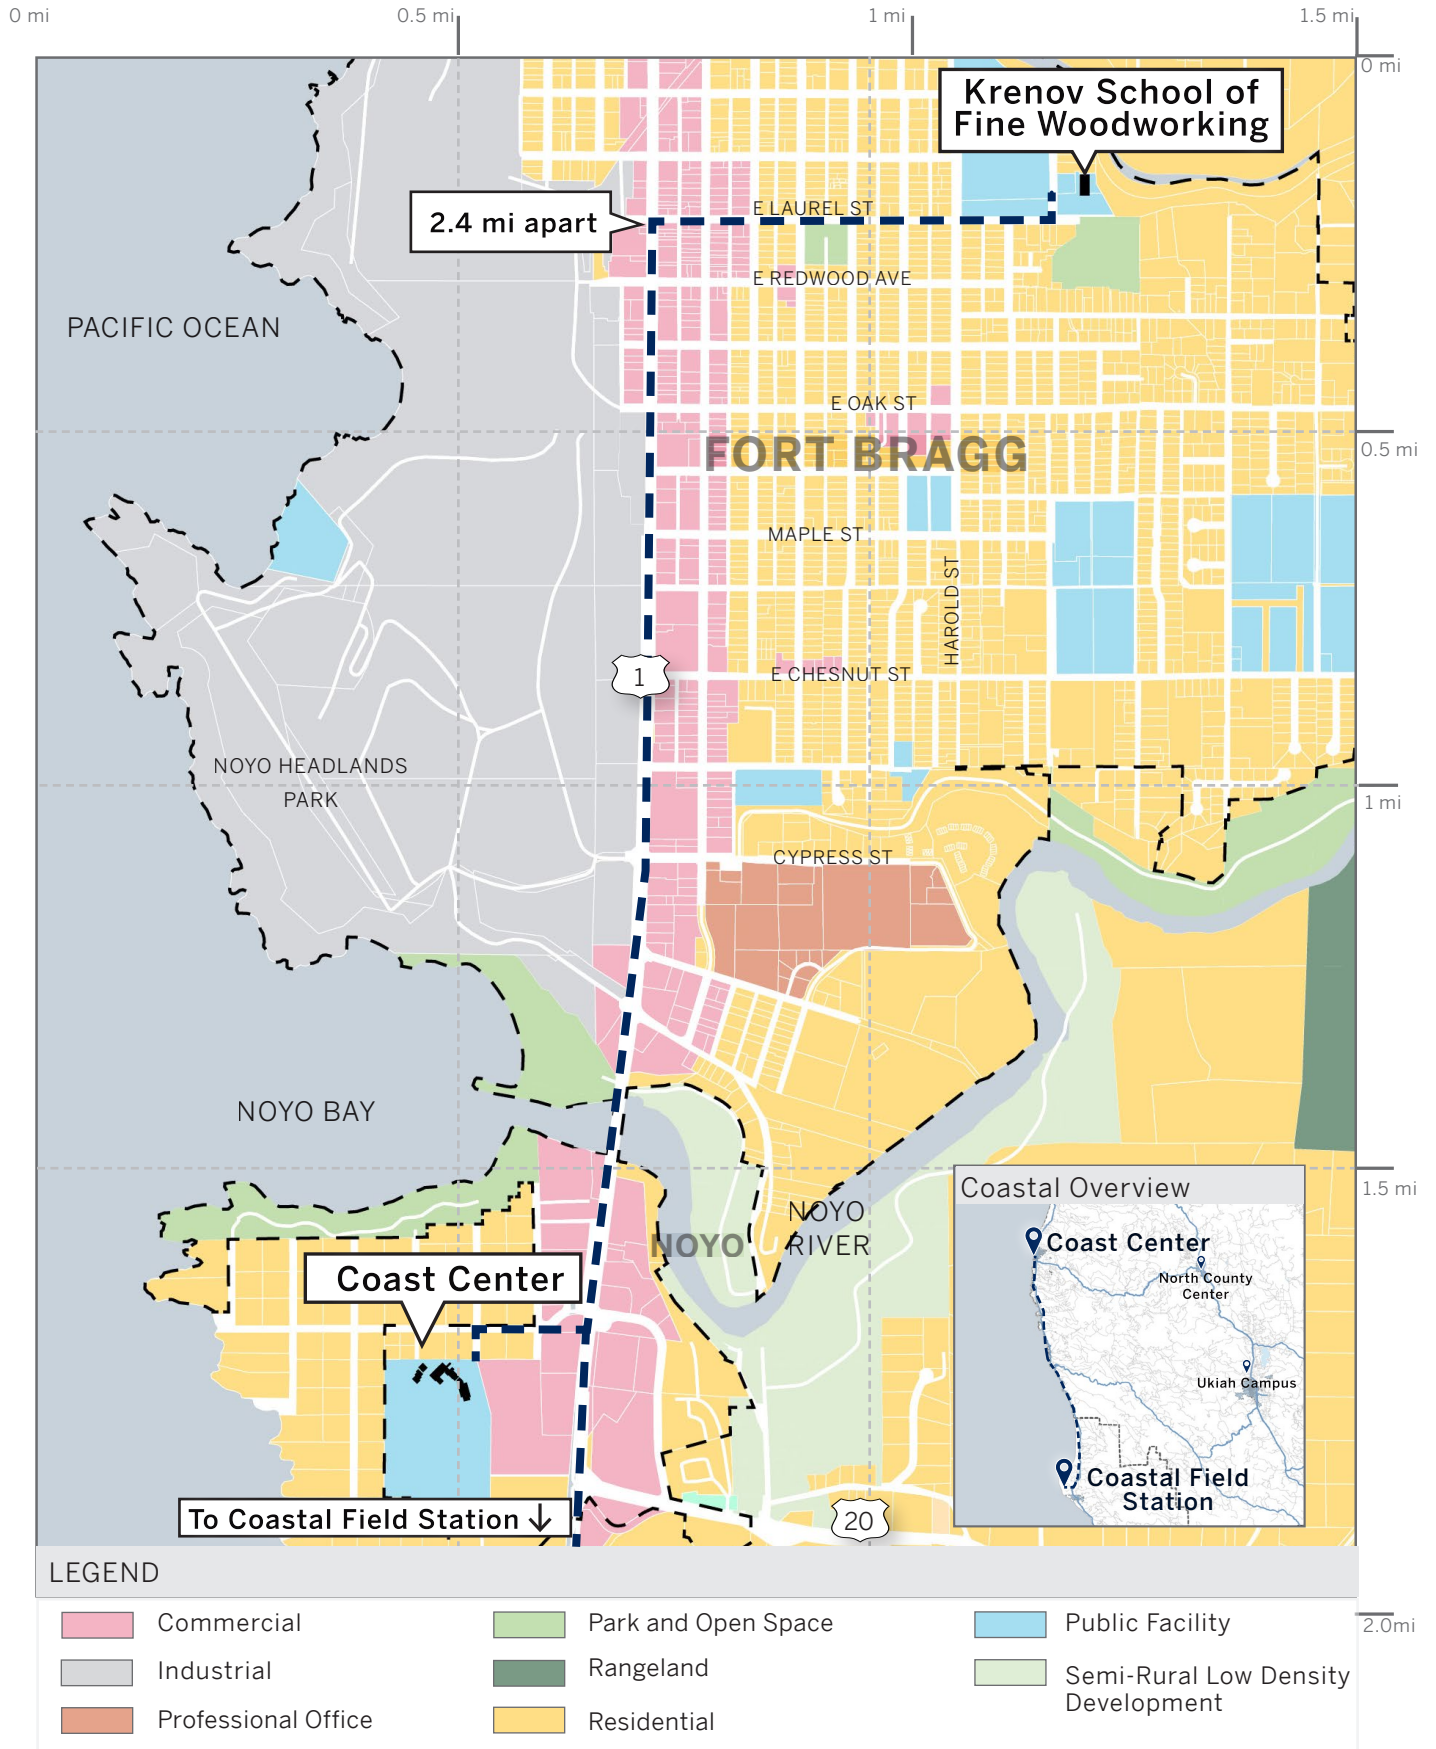 0 mi
0.5 mi
1 mi
1.5 mi
0 mi
Krenov School of
Fine Woodworking
2.4 mi apart
E LAUREL ST
E REDWOOD AVE
PACIFIC OCEAN
E OAK ST
FORT BRAGG
0.5 mi
MAPLE ST
HAROLD ST
1
E CHESNUT ST
NOYO HEADLANDS
PARK
1 mi
CYPRESS ST
NOYO BAY
1.5 mi
NOYO
NOYO
RIVER
Coast Center
To Coastal Field Station ↓
20
Coastal Overview
Coast Center
North County
Center
Ukiah Campus
Coastal Field
Station
LEGEND
Commercial
Industrial
Professional Office
Park and Open Space
Rangeland
Residential
Public Facility
Semi-Rural Low Density
Development
2.0mi